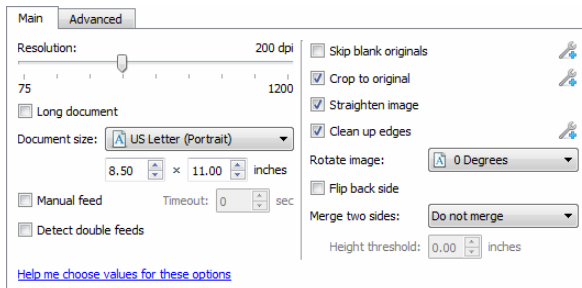 Main Advanced
Resolution: 200 dpi
75 1200
Long document
Document size: A US Letter (Portrait)
8.50 × 11.00 inches
Manual feed Timeout: 0 sec
Detect double feeds
Help me choose values for these options
Skip blank originals
Crop to original
Straighten image
Clean up edges
Rotate image: A 0 Degrees
Flip back side
Merge two sides: Do not merge
Height threshold: 0.00 inches